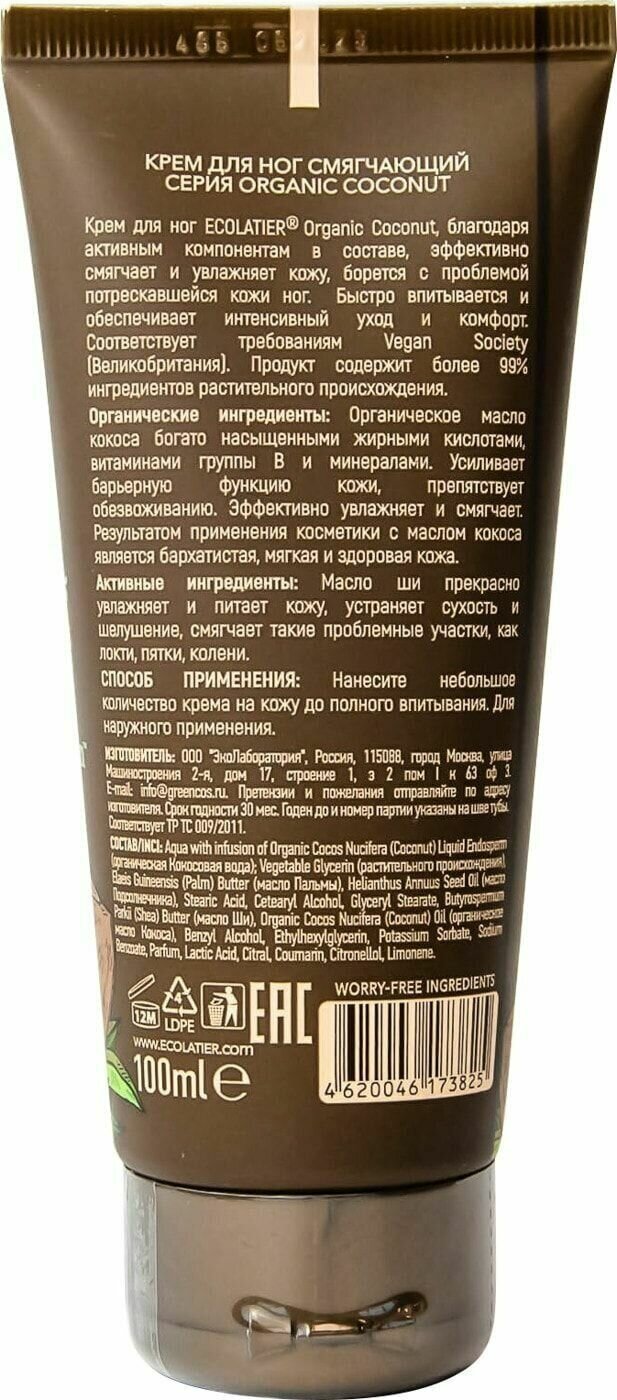 КРЕМ ДЛЯ НОГ СМЯГЧАЮЩИЙ
СЕРИЯ ORGANIC COCONUT
Крем для ног ECOLATIER® Organic Coconut, благодаря
активным компонентам в составе, эффективно
смягчает и увлажняет кожу, борется с проблемой
потрескавшейся кожи ног. Быстро впитывается и
обеспечивает интенсивный уход и комфорт.
Соответствует требованиям Vegan Society
(Великобритания). Продукт содержит более 99%
ингредиентов растительного происхождения.
Органические ингредиенты: Органическое масло
кокоса богато насыщенными жирными кислотами,
витаминами группы B и минералами. Усиливает
барьерную функцию кожи, препятствует
обезвоживанию. Эффективно увлажняет и смягчает.
Результатом применения косметики с маслом кокоса
является бархатистая, мягкая и здоровая кожа.
Активные ингредиенты: Масло ши прекрасно
увлажняет и питает кожу, устраняет сухость и
шелушение, смягчает такие проблемные участки, как
локти, пятки, колени.
СПОСОБ ПРИМЕНЕНИЯ: Нанесите небольшое
количество крема на кожу до полного впитывания. Для
наружного применения.
ИЗГОТОВИТЕЛЬ: ООО "ЭкоЛаборатория", Россия, 115088, город Москва, улица
Машиностроения 2-я, дом 17, строение 1, э 2 пом I к 63 оф 3.
E-mail: info@greencos.ru. Претензии и пожелания отправляйте по адресу
изготовителя. Срок годности 30 мес. Годен до и номер партии указаны на шве тубы.
Соответствует ТР ТС 009/2011.
СОСТАВ/INCI: Aqua with infusion of Organic Cocos Nucifera (Coconut) Liquid Endosperm
(органическая Кокосовая вода); Vegetable Glycerin (растительного происхождения),
Elaeis Guineensis (Palm) Butter (масло Пальмы), Helianthus Annuus Seed Oil (масло
Подсолнечника), Stearic Acid, Cetearyl Alcohol, Glyceryl Stearate, Butyrospermum
Parkii (Shea) Butter (масло Ши), Organic Cocos Nucifera (Coconut) Oil (органическое
масло Кокоса), Benzyl Alcohol, Ethylhexylglycerin, Potassium Sorbate, Sodium
Benzoate, Parfum, Lactic Acid, Citral, Coumarin, Citronellol, Limonene.
WORRY-FREE INGREDIENTS
12M
4
LDPE
EAC
www.ECOLATIER.com
100ml e
4 620046 173825